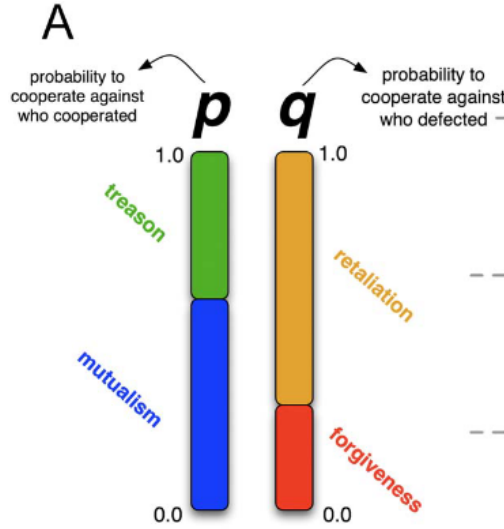 A
probability to
cooperate against
who cooperated
p
q
probability to
cooperate against
who defected
1.0
1.0
treason
retaliation
mutualism
forgiveness
0.0
0.0